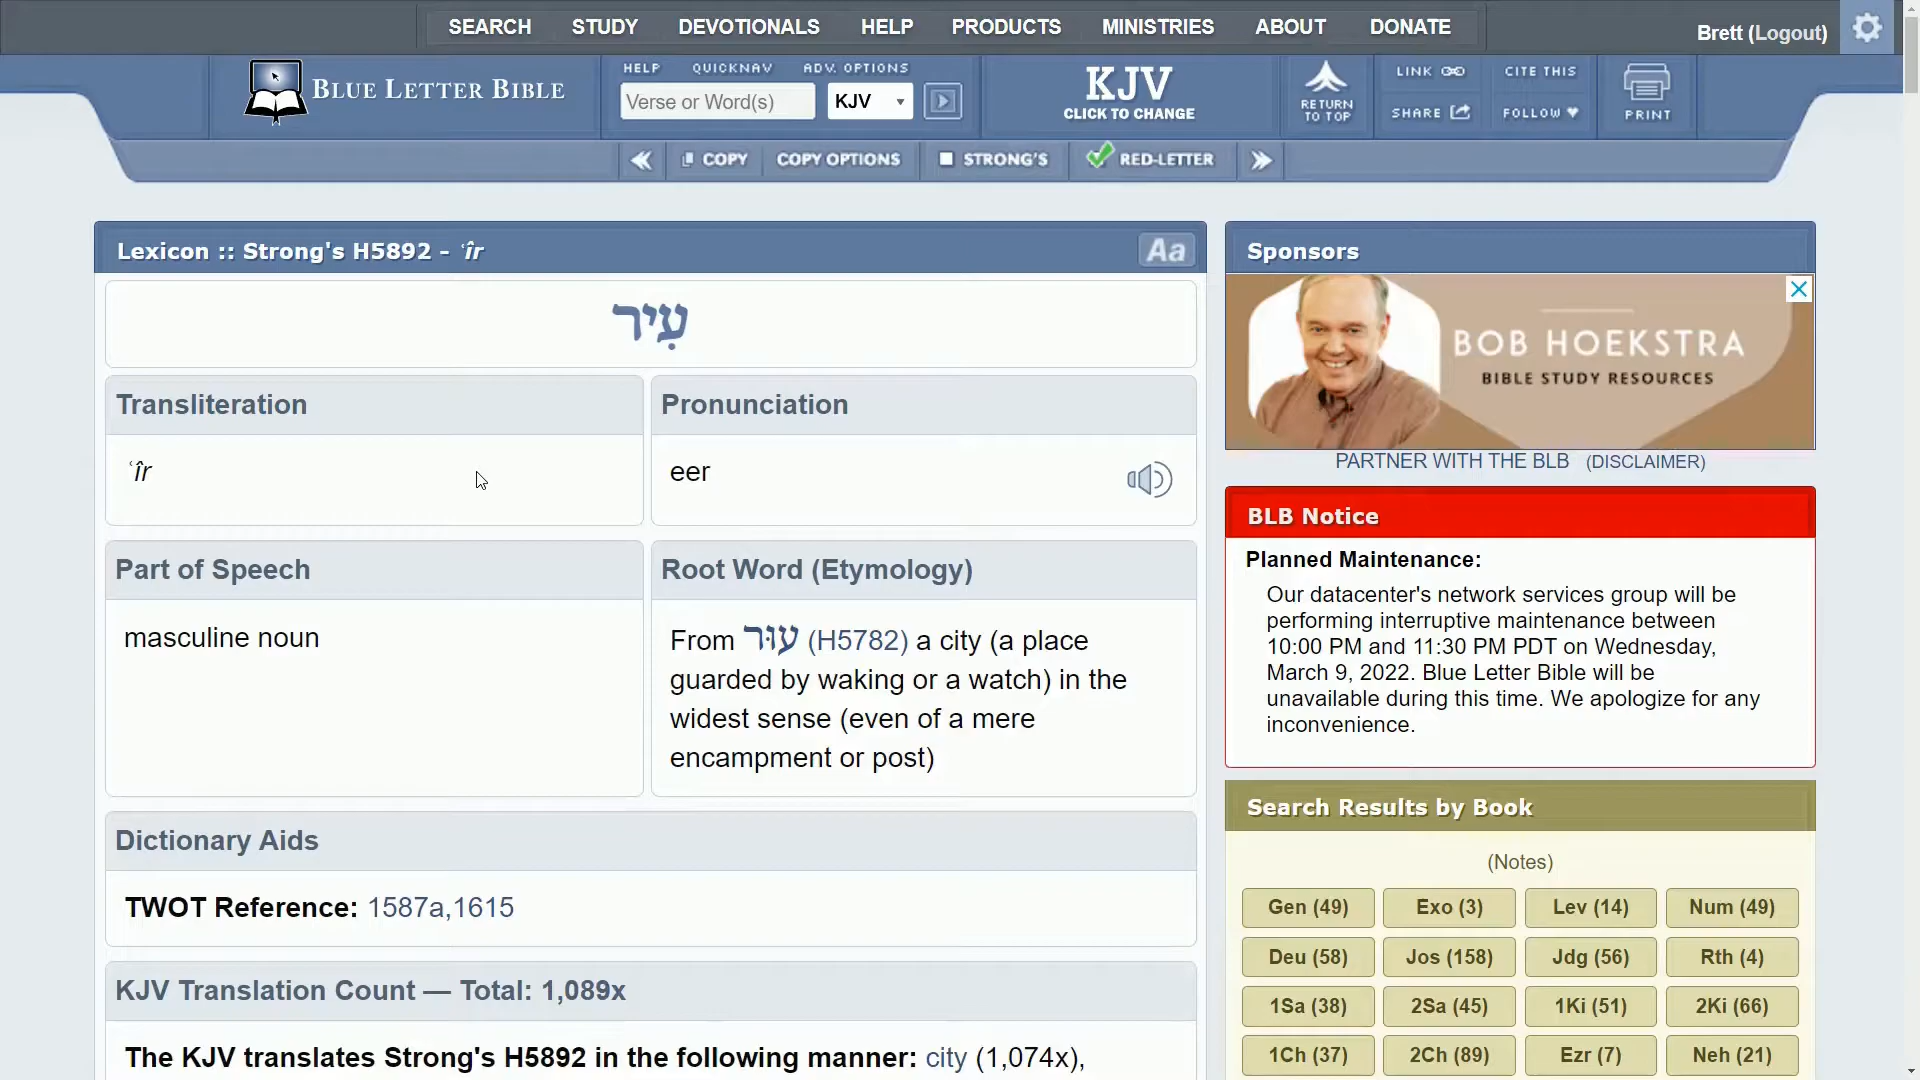 SEARCH STUDY DEVOTIONALS HELP PRODUCTS MINISTRIES ABOUT DONATE
Brett (Logout)
BLUE LETTER BIBLE
HELP QUICKNAV ADV. OPTIONS
Verse or Word(s) KJV
KJV
CLICK TO CHANGE
RETURN
TO TOP
LINK CITE THIS
SHARE FOLLOW
PRINT
COPY COPY OPTIONS STRONG'S RED-LETTER
Lexicon :: Strong's H5892 - ʿîr
Aa
עִיר
Transliteration
ʿîr
Pronunciation
eer
Part of Speech
masculine noun
Root Word (Etymology)
From עוּר (H5782) a city (a place
guarded by waking or a watch) in the
widest sense (even of a mere
encampment or post)
Dictionary Aids
TWOT Reference: 1587a,1615
KJV Translation Count — Total: 1,089x
The KJV translates Strong's H5892 in the following manner: city (1,074x),
Sponsors
BOB HOEKSTRA
BIBLE STUDY RESOURCES
PARTNER WITH THE BLB (DISCLAIMER)
BLB Notice
Planned Maintenance:
Our datacenter's network services group will be
performing interruptive maintenance between
10:00 PM and 11:30 PM PDT on Wednesday,
March 9, 2022. Blue Letter Bible will be
unavailable during this time. We apologize for any
inconvenience.
Search Results by Book
(Notes)
Gen (49) Exo (3) Lev (14) Num (49)
Deu (58) Jos (158) Jdg (56) Rth (4)
1Sa (38) 2Sa (45) 1Ki (51) 2Ki (66)
1Ch (37) 2Ch (89) Ezr (7) Neh (21)